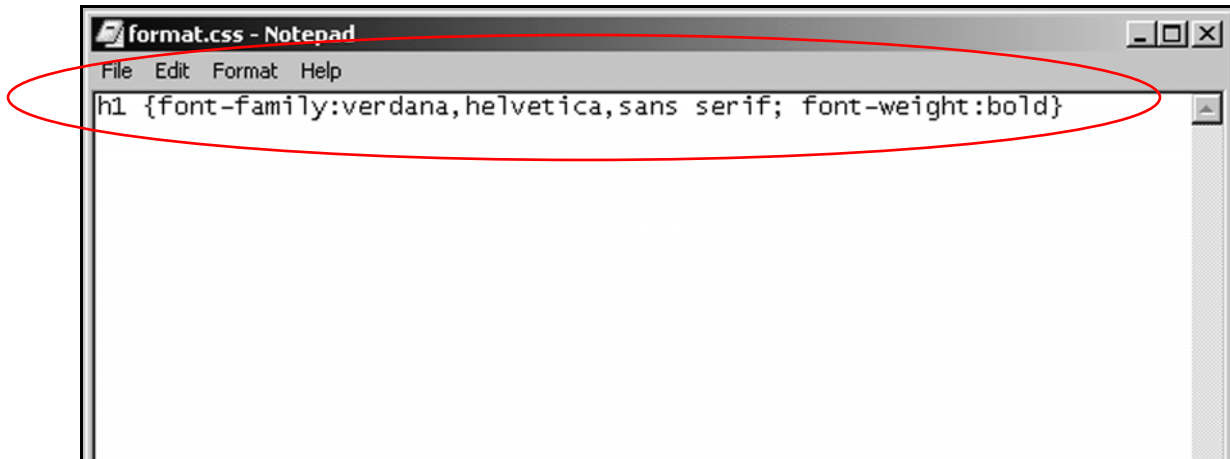 format.css - Notepad
File Edit Format Help
h1 {font-family:verdana,helvetica,sans serif; font-weight:bold}